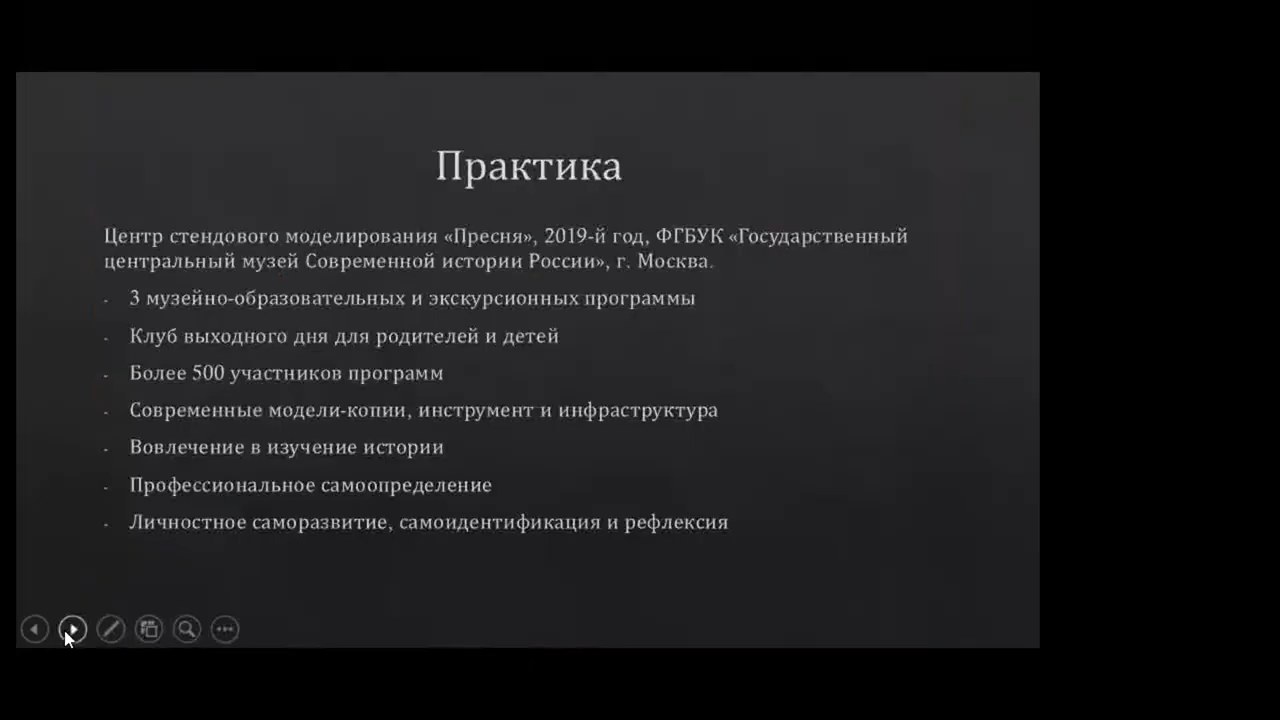 Практика
Центр стендового моделирования «Пресня», 2019-й год, ФГБУК «Государственный
центральный музей Современной истории России», г. Москва.
- 3 музейно-образовательных и экскурсионных программы
- Клуб выходного дня для родителей и детей
- Более 500 участников программ
- Современные модели-копии, инструмент и инфраструктура
- Вовлечение в изучение истории
- Профессиональное самоопределение
- Личностное саморазвитие, самоидентификация и рефлексия